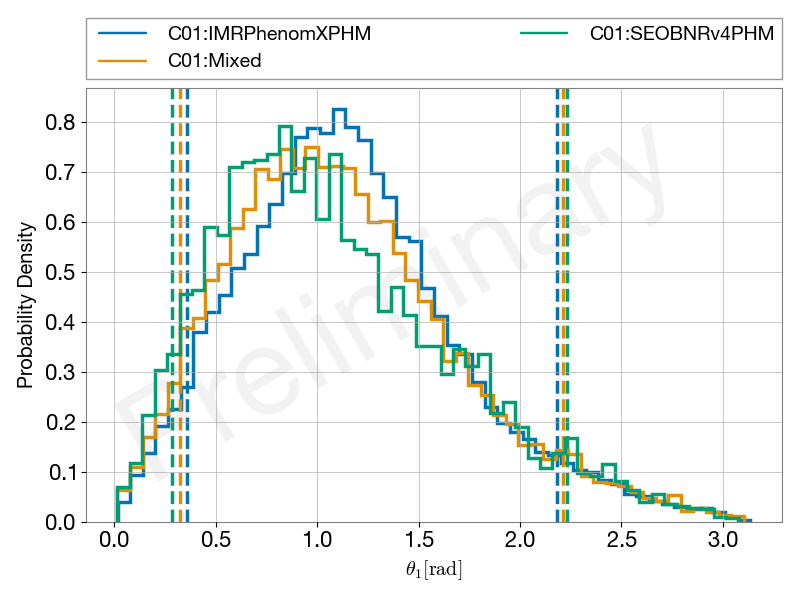 C01:IMRPhenomXPHM
C01:SEOBNRv4PHM
C01:Mixed
0.8
0.7
0.6
0.5
0.4
0.3
0.2
0.1
0.0
Probability Density
Preliminary
0.0 0.5 1.0 1.5 2.0 2.5 3.0
θ₁[rad]